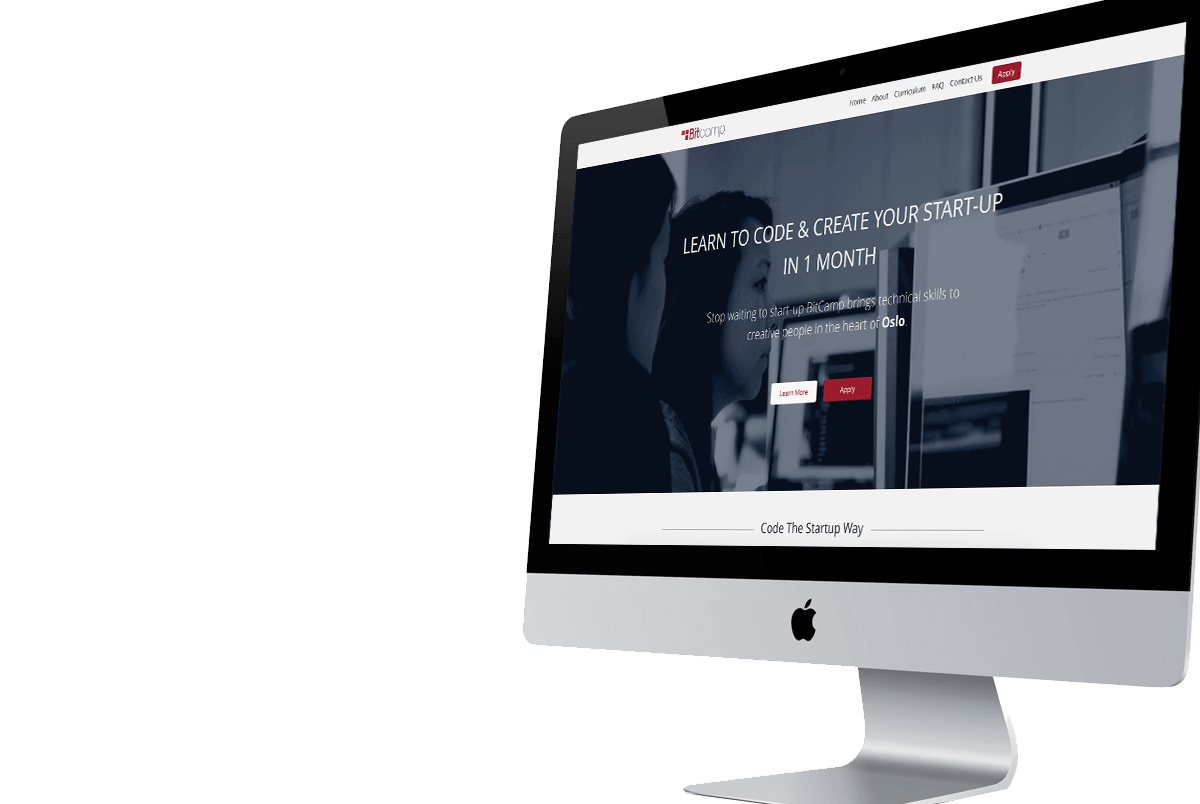 Bitcamp
Home About Curriculum FAQ Contact Us Apply
LEARN TO CODE & CREATE YOUR START-UP
IN 1 MONTH
Stop waiting to start-up BitCamp brings technical skills to
creative people in the heart of Oslo.
Learn More Apply
Code The Startup Way